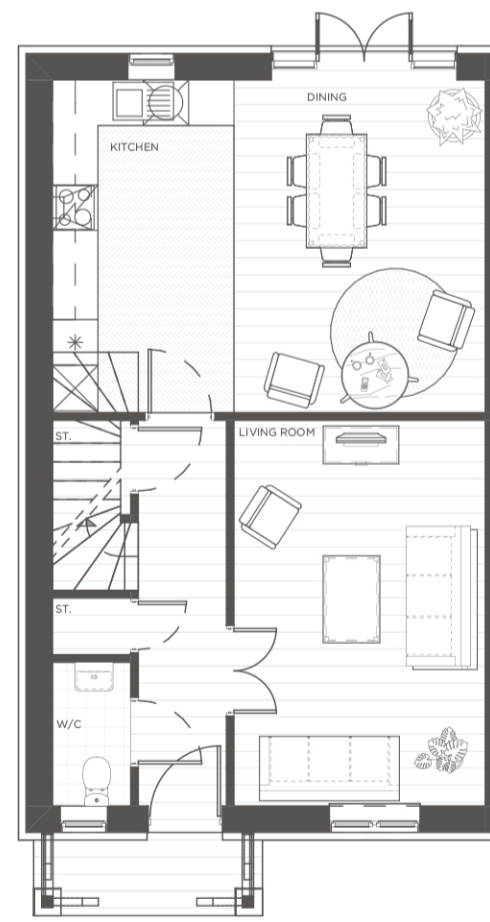 DINING
KITCHEN
ST.
LIVING ROOM
ST.
W/C